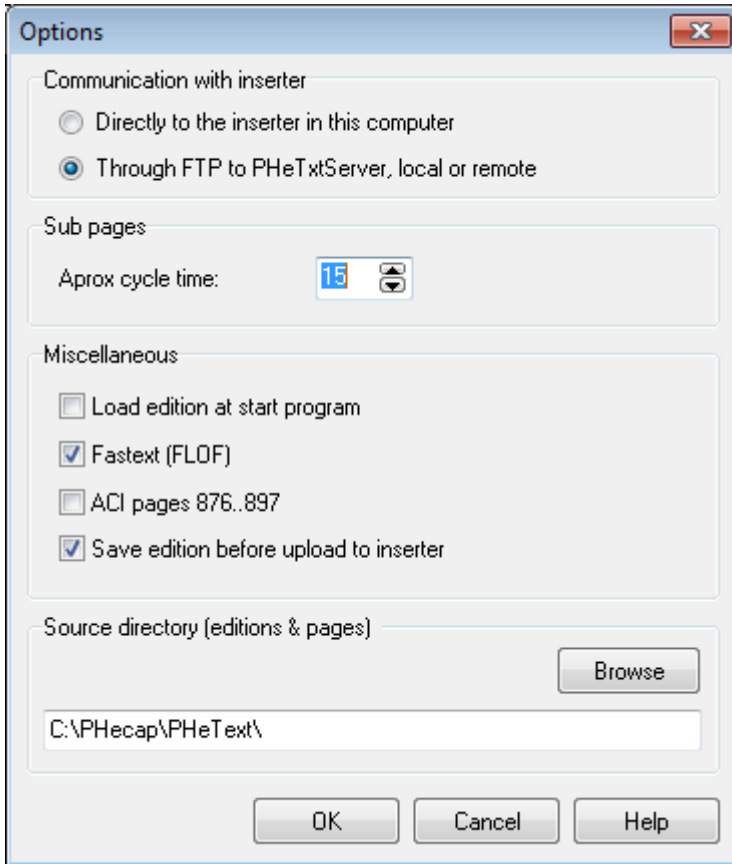 Options
Communication with inserter
Directly to the inserter in this computer
Through FTP to PHeTxtServer, local or remote
Sub pages
Aprox cycle time:
15
Miscellaneous
Load edition at start program
Fastext (FLOF)
ACI pages 876..897
Save edition before upload to inserter
Source directory (editions & pages)
Browse
C:\PHecap\PHeText\
OK Cancel Help